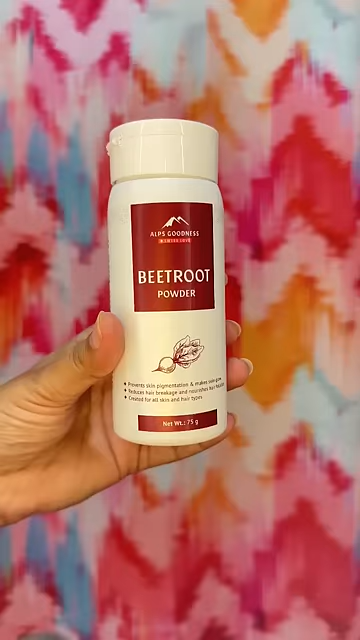 ALPS GOODNESS
BEETROOT
POWDER
Prevents skin pigmentation & makes skin glow
Reduces hair breakage and nourishes hair
Created for all skin and hair types
Net Wt.: 75 g